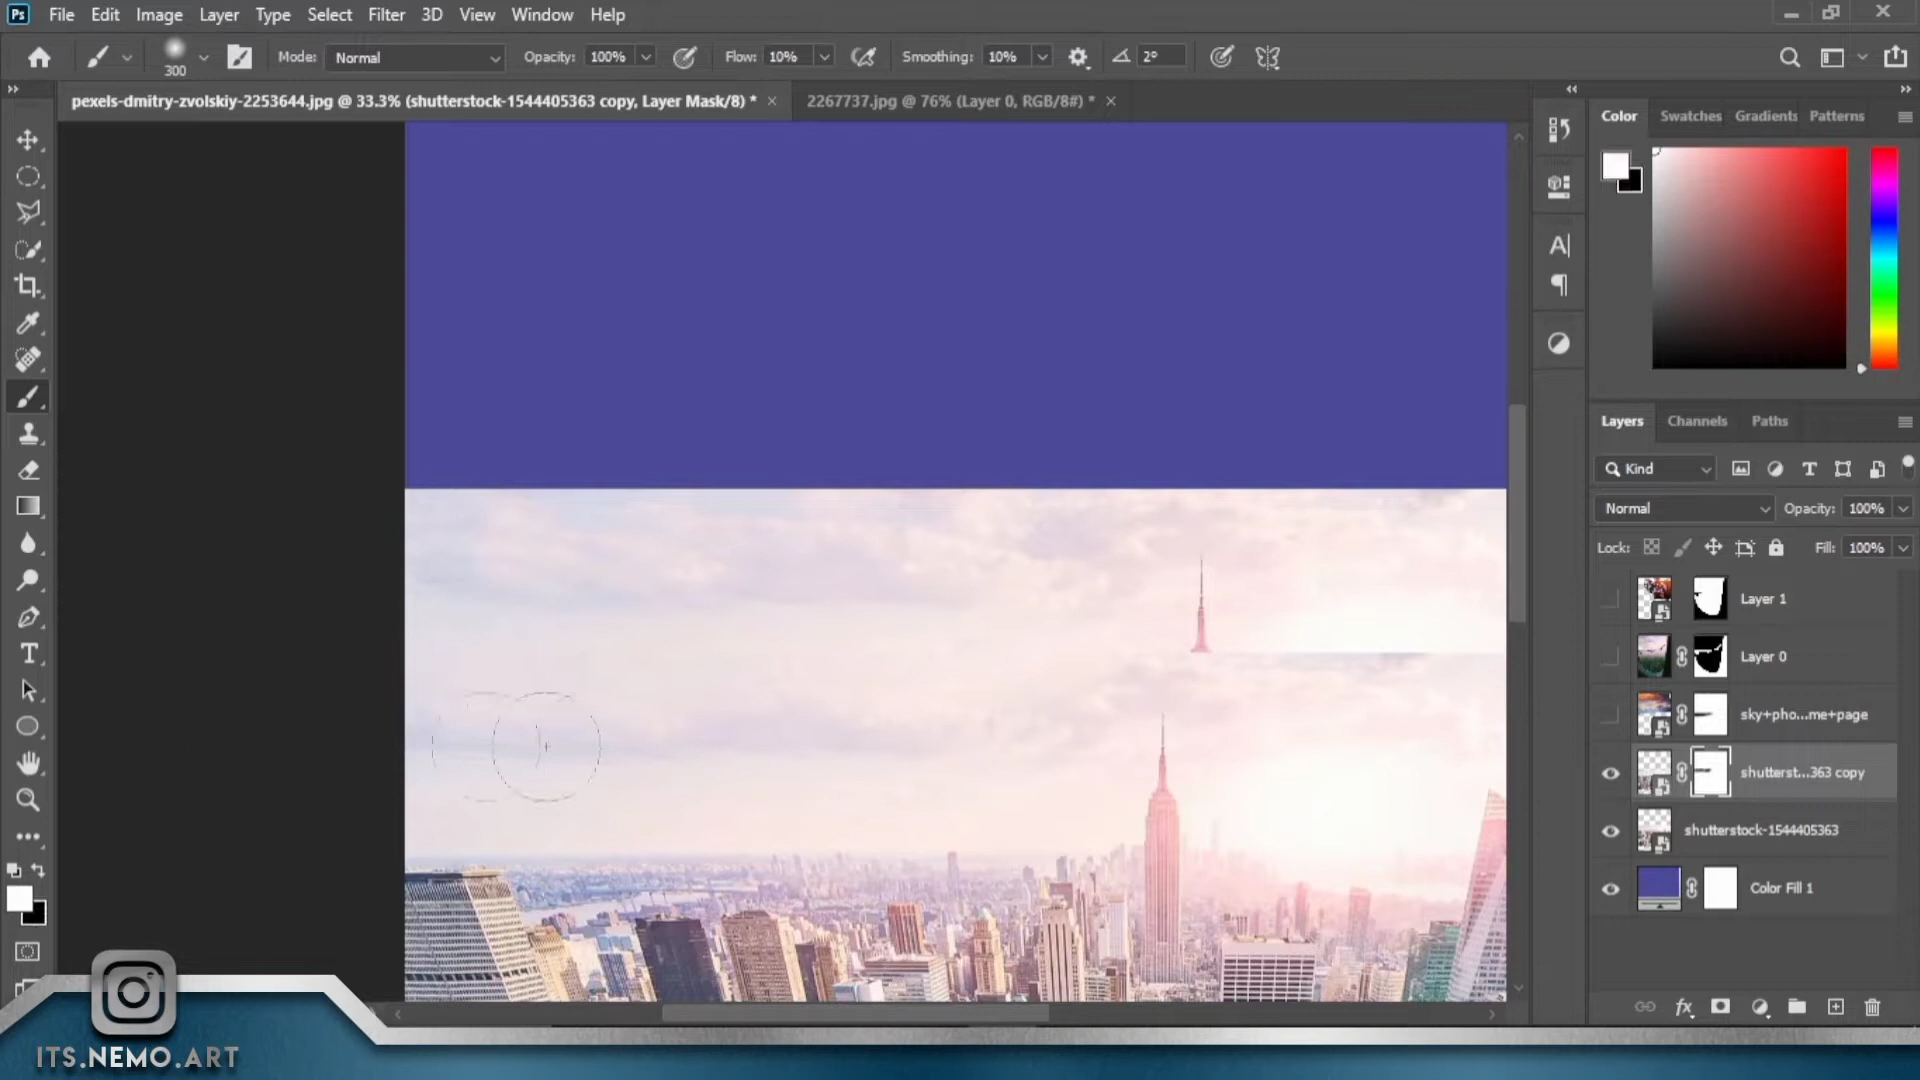 Ps File Edit Image Layer Type Select Filter 3D View Window Help
300 Mode: Normal Opacity: 100% Flow: 10% Smoothing: 10% 2°
pexels-dmitry-zvolskiy-2253644.jpg @ 33.3% (shutterstock-1544405363 copy, Layer Mask/8) * × 2267737.jpg @ 76% (Layer 0, RGB/8#) * ×
Color Swatches Gradients Patterns
Layers Channels Paths
Kind
Normal Opacity: 100%
Lock: Fill: 100%
Layer 1
Layer 0
sky+pho...me+page
shutterst...363 copy
shutterstock-1544405363
Color Fill 1
fx
ITS.NEMO.ART